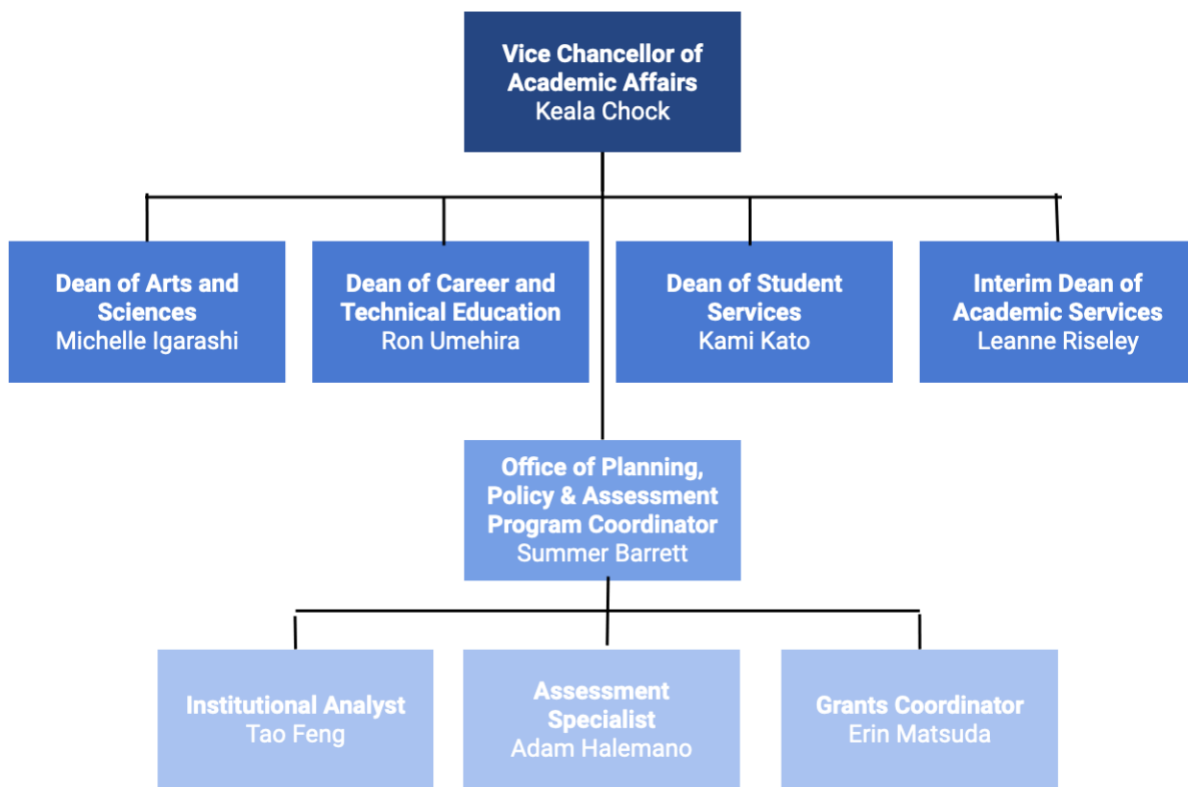 Vice Chancellor of
Academic Affairs
Keala Chock
Dean of Arts and
Sciences
Michelle Igarashi
Dean of Career and
Technical Education
Ron Umehira
Dean of Student
Services
Kami Kato
Interim Dean of
Academic Services
Leanne Riseley
Office of Planning,
Policy & Assessment
Program Coordinator
Summer Barrett
Institutional Analyst
Tao Feng
Assessment
Specialist
Adam Halemano
Grants Coordinator
Erin Matsuda